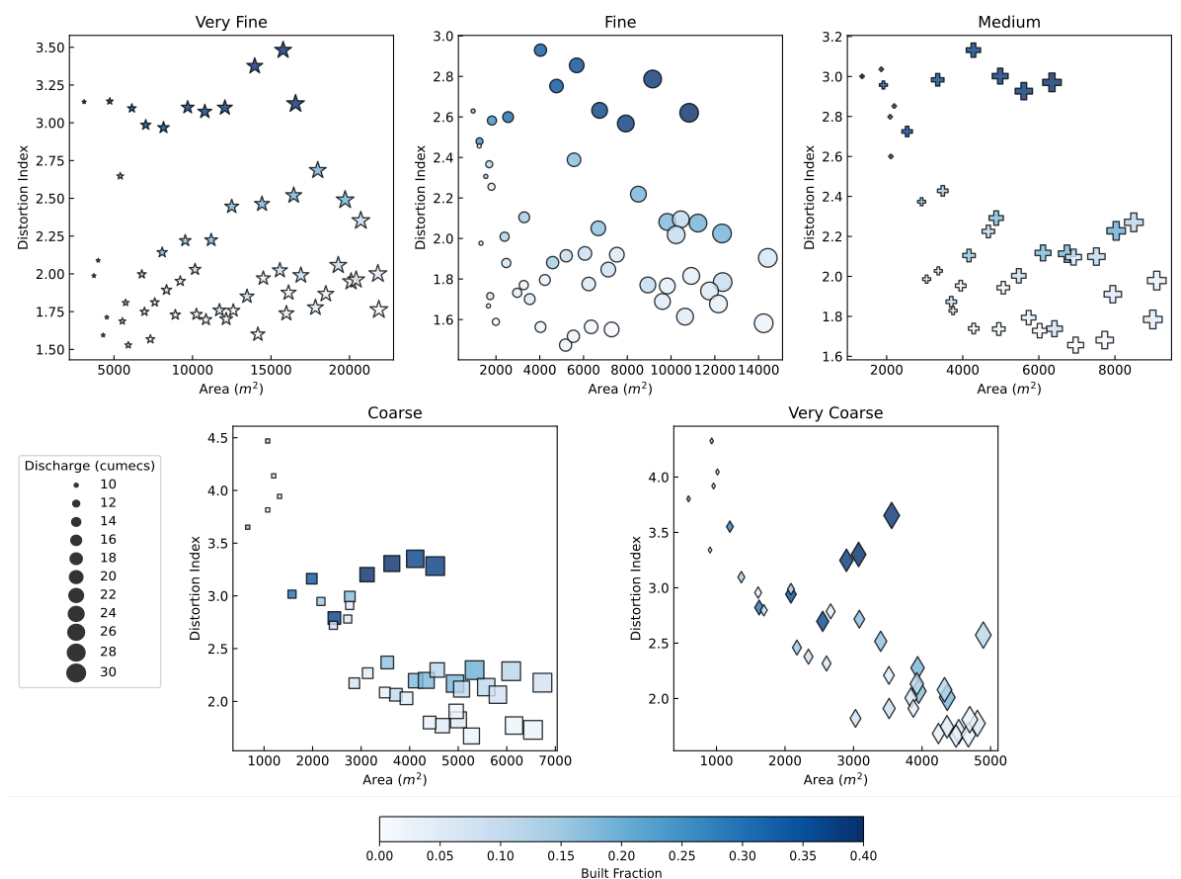 Very Fine
Fine
Medium
3.50
3.25
3.00
2.75
2.50
2.25
2.00
1.75
1.50
Distortion Index
5000 10000 15000 20000
Area (m²)
3.0
2.8
2.6
2.4
2.2
2.0
1.8
1.6
Distortion Index
2000 4000 6000 8000 10000 12000 14000
Area (m²)
3.2
3.0
2.8
2.6
2.4
2.2
2.0
1.8
1.6
Distortion Index
2000 4000 6000 8000
Area (m²)
Coarse
Very Coarse
Discharge (cumecs)
10
12
14
16
18
20
22
24
26
28
30
4.5
4.0
3.5
3.0
2.5
2.0
Distortion Index
1000 2000 3000 4000 5000 6000 7000
Area (m²)
4.0
3.5
3.0
2.5
2.0
Distortion Index
1000 2000 3000 4000 5000
Area (m²)
0.00 0.05 0.10 0.15 0.20 0.25 0.30 0.35 0.40
Built Fraction